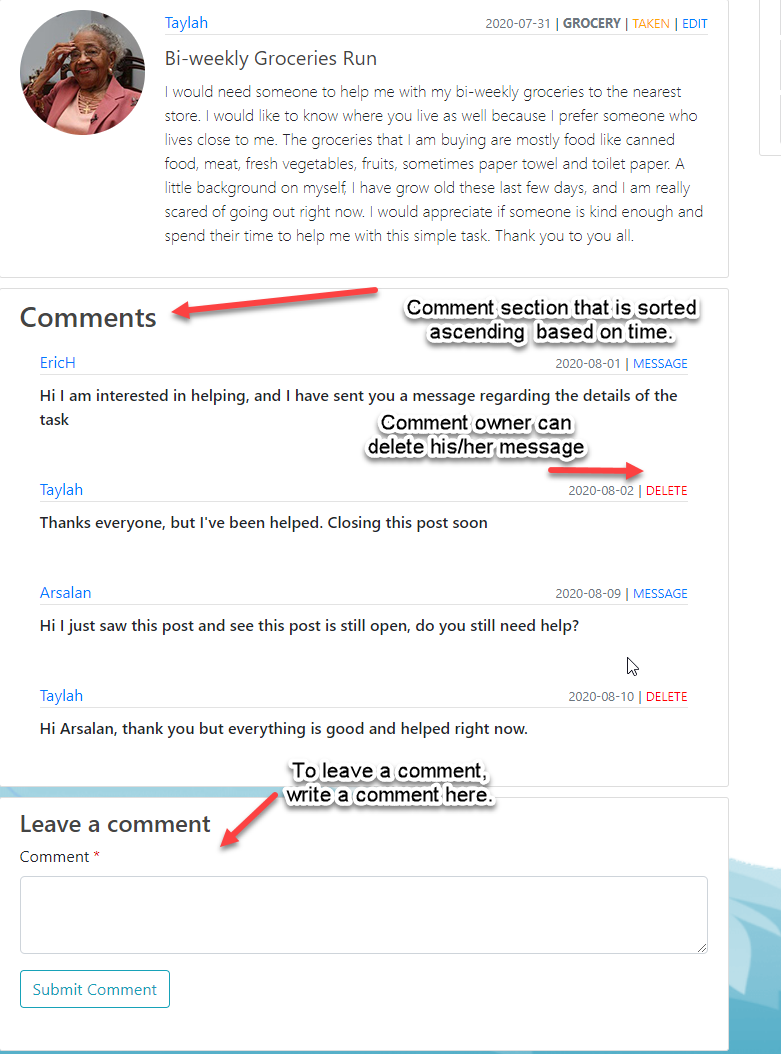 Taylah 2020-07-31 | GROCERY | TAKEN | EDIT
Bi-weekly Groceries Run
I would need someone to help me with my bi-weekly groceries to the nearest
store. I would like to know where you live as well because I prefer someone who
lives close to me. The groceries that I am buying are mostly food like canned
food, meat, fresh vegetables, fruits, sometimes paper towel and toilet paper. A
little background on myself, I have grow old these last few days, and I am really
scared of going out right now. I would appreciate if someone is kind enough and
spend their time to help me with this simple task. Thank you to you all.
Comments
Comment section that is sorted
ascending based on time.
EricH 2020-08-01 | MESSAGE
Hi I am interested in helping, and I have sent you a message regarding the details of the
task
Comment owner can
delete his/her message
Taylah 2020-08-02 | DELETE
Thanks everyone, but I've been helped. Closing this post soon
Arsalan 2020-08-09 | MESSAGE
Hi I just saw this post and see this post is still open, do you still need help?
Taylah 2020-08-10 | DELETE
Hi Arsalan, thank you but everything is good and helped right now.
To leave a comment,
write a comment here.
Leave a comment
Comment *
Submit Comment